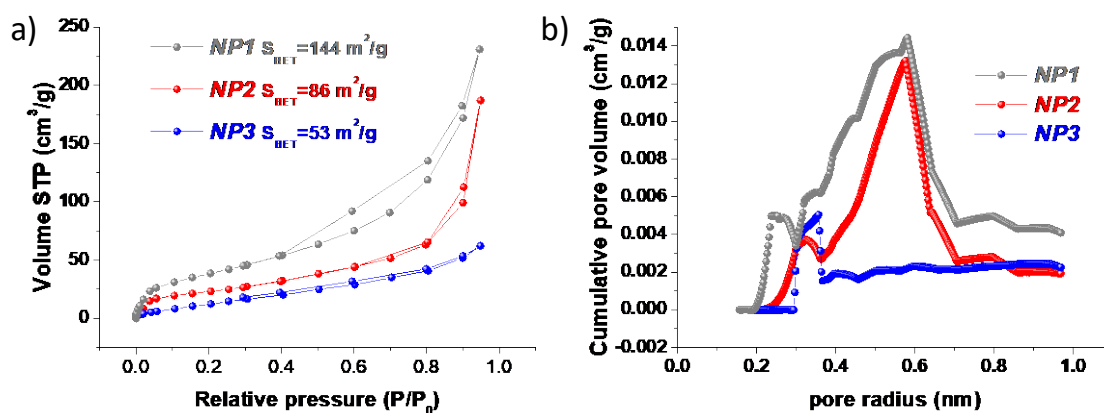 a)
Volume STP (cm³/g)
250
200
150
100
50
0
NP1 S_BET=144 m²/g
NP2 S_BET=86 m²/g
NP3 S_BET=53 m²/g
0.0 0.2 0.4 0.6 0.8 1.0
Relative pressure (P/P₀)
b)
Cumulative pore volume (cm³/g)
0.014
0.012
0.010
0.008
0.006
0.004
0.002
0.000
-0.002
NP1
NP2
NP3
0.0 0.2 0.4 0.6 0.8 1.0
pore radius (nm)